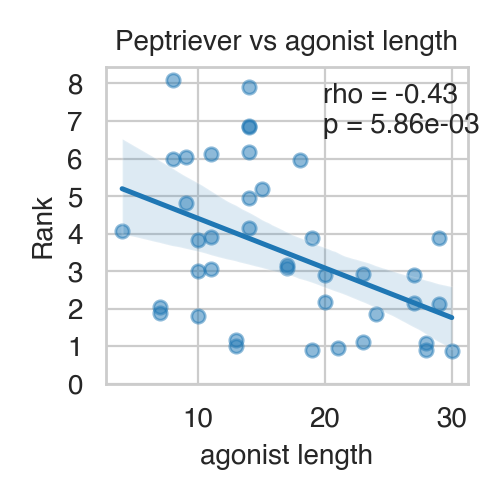 Peptriever vs agonist length
rho = -0.43
p = 5.86e-03
8
7
6
5
4
3
2
1
0
Rank
10 20 30
agonist length